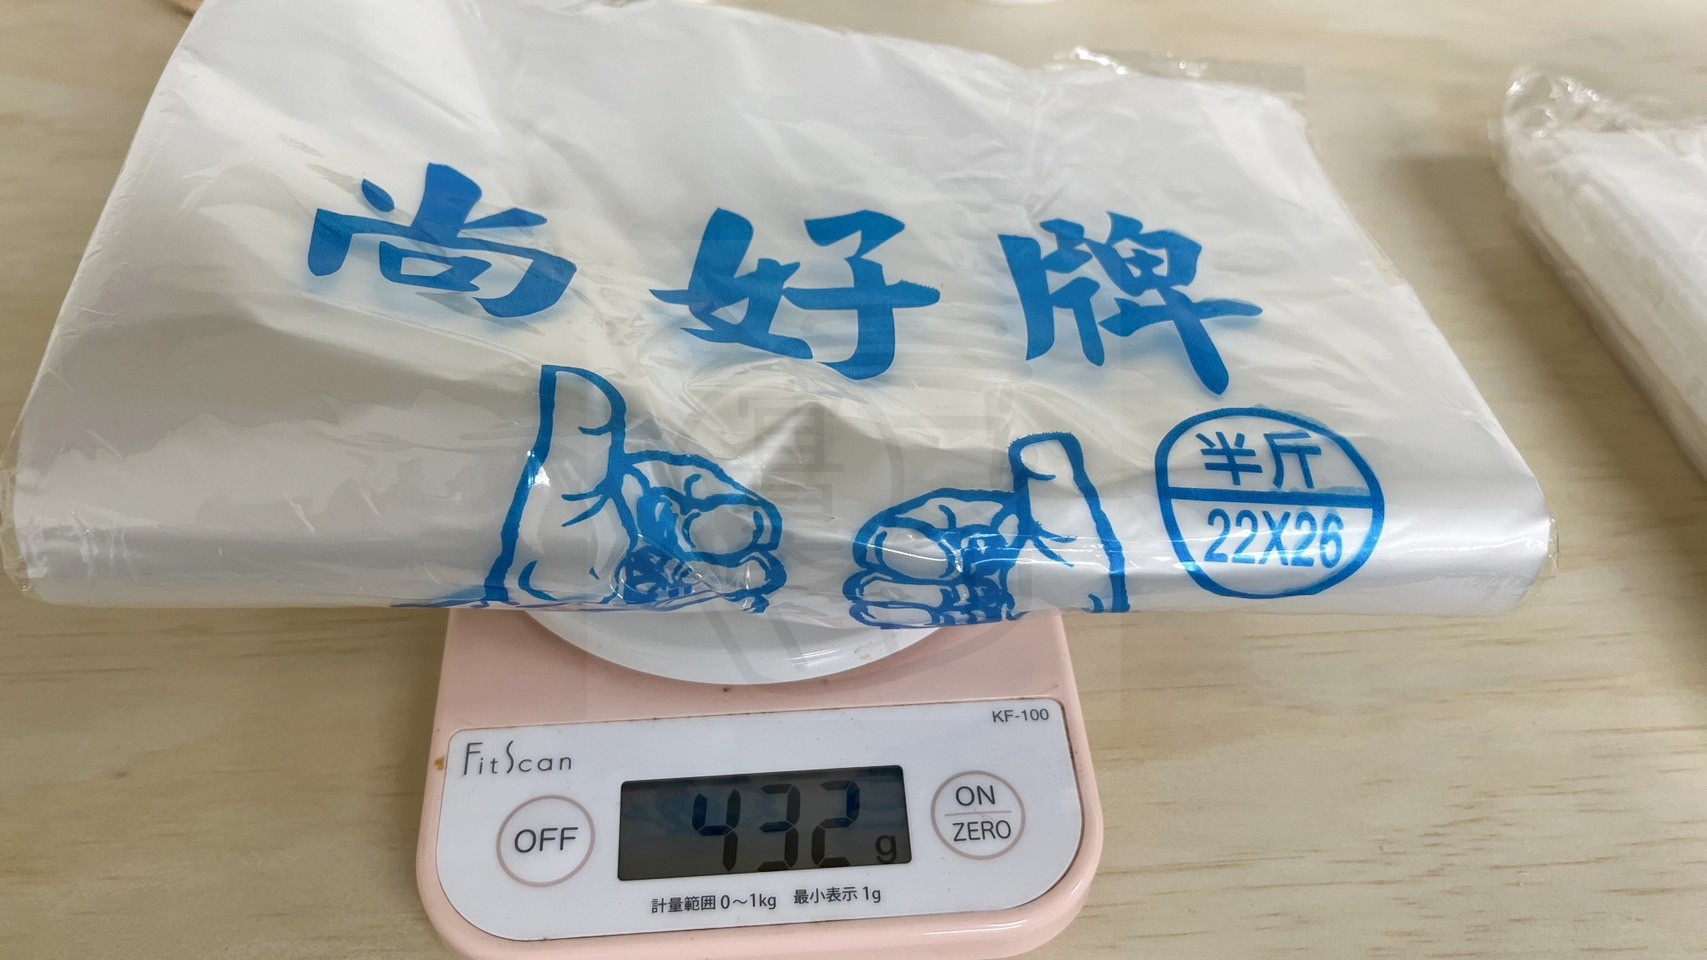 尚好牌
半斤
22X26
KF-100
FitScan
OFF
432g
ON
ZERO
計量範囲 0～1kg 最小表示 1g